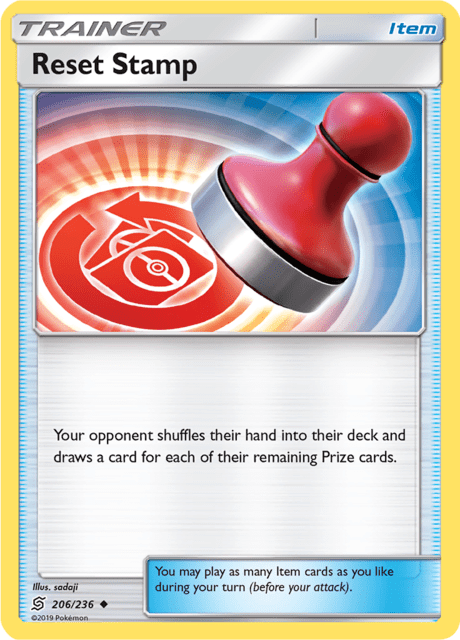 TRAINER Item
Reset Stamp
Your opponent shuffles their hand into their deck and
draws a card for each of their remaining Prize cards.
You may play as many Item cards as you like
during your turn (before your attack).
Illus. sadaji
206/236
©2019 Pokémon